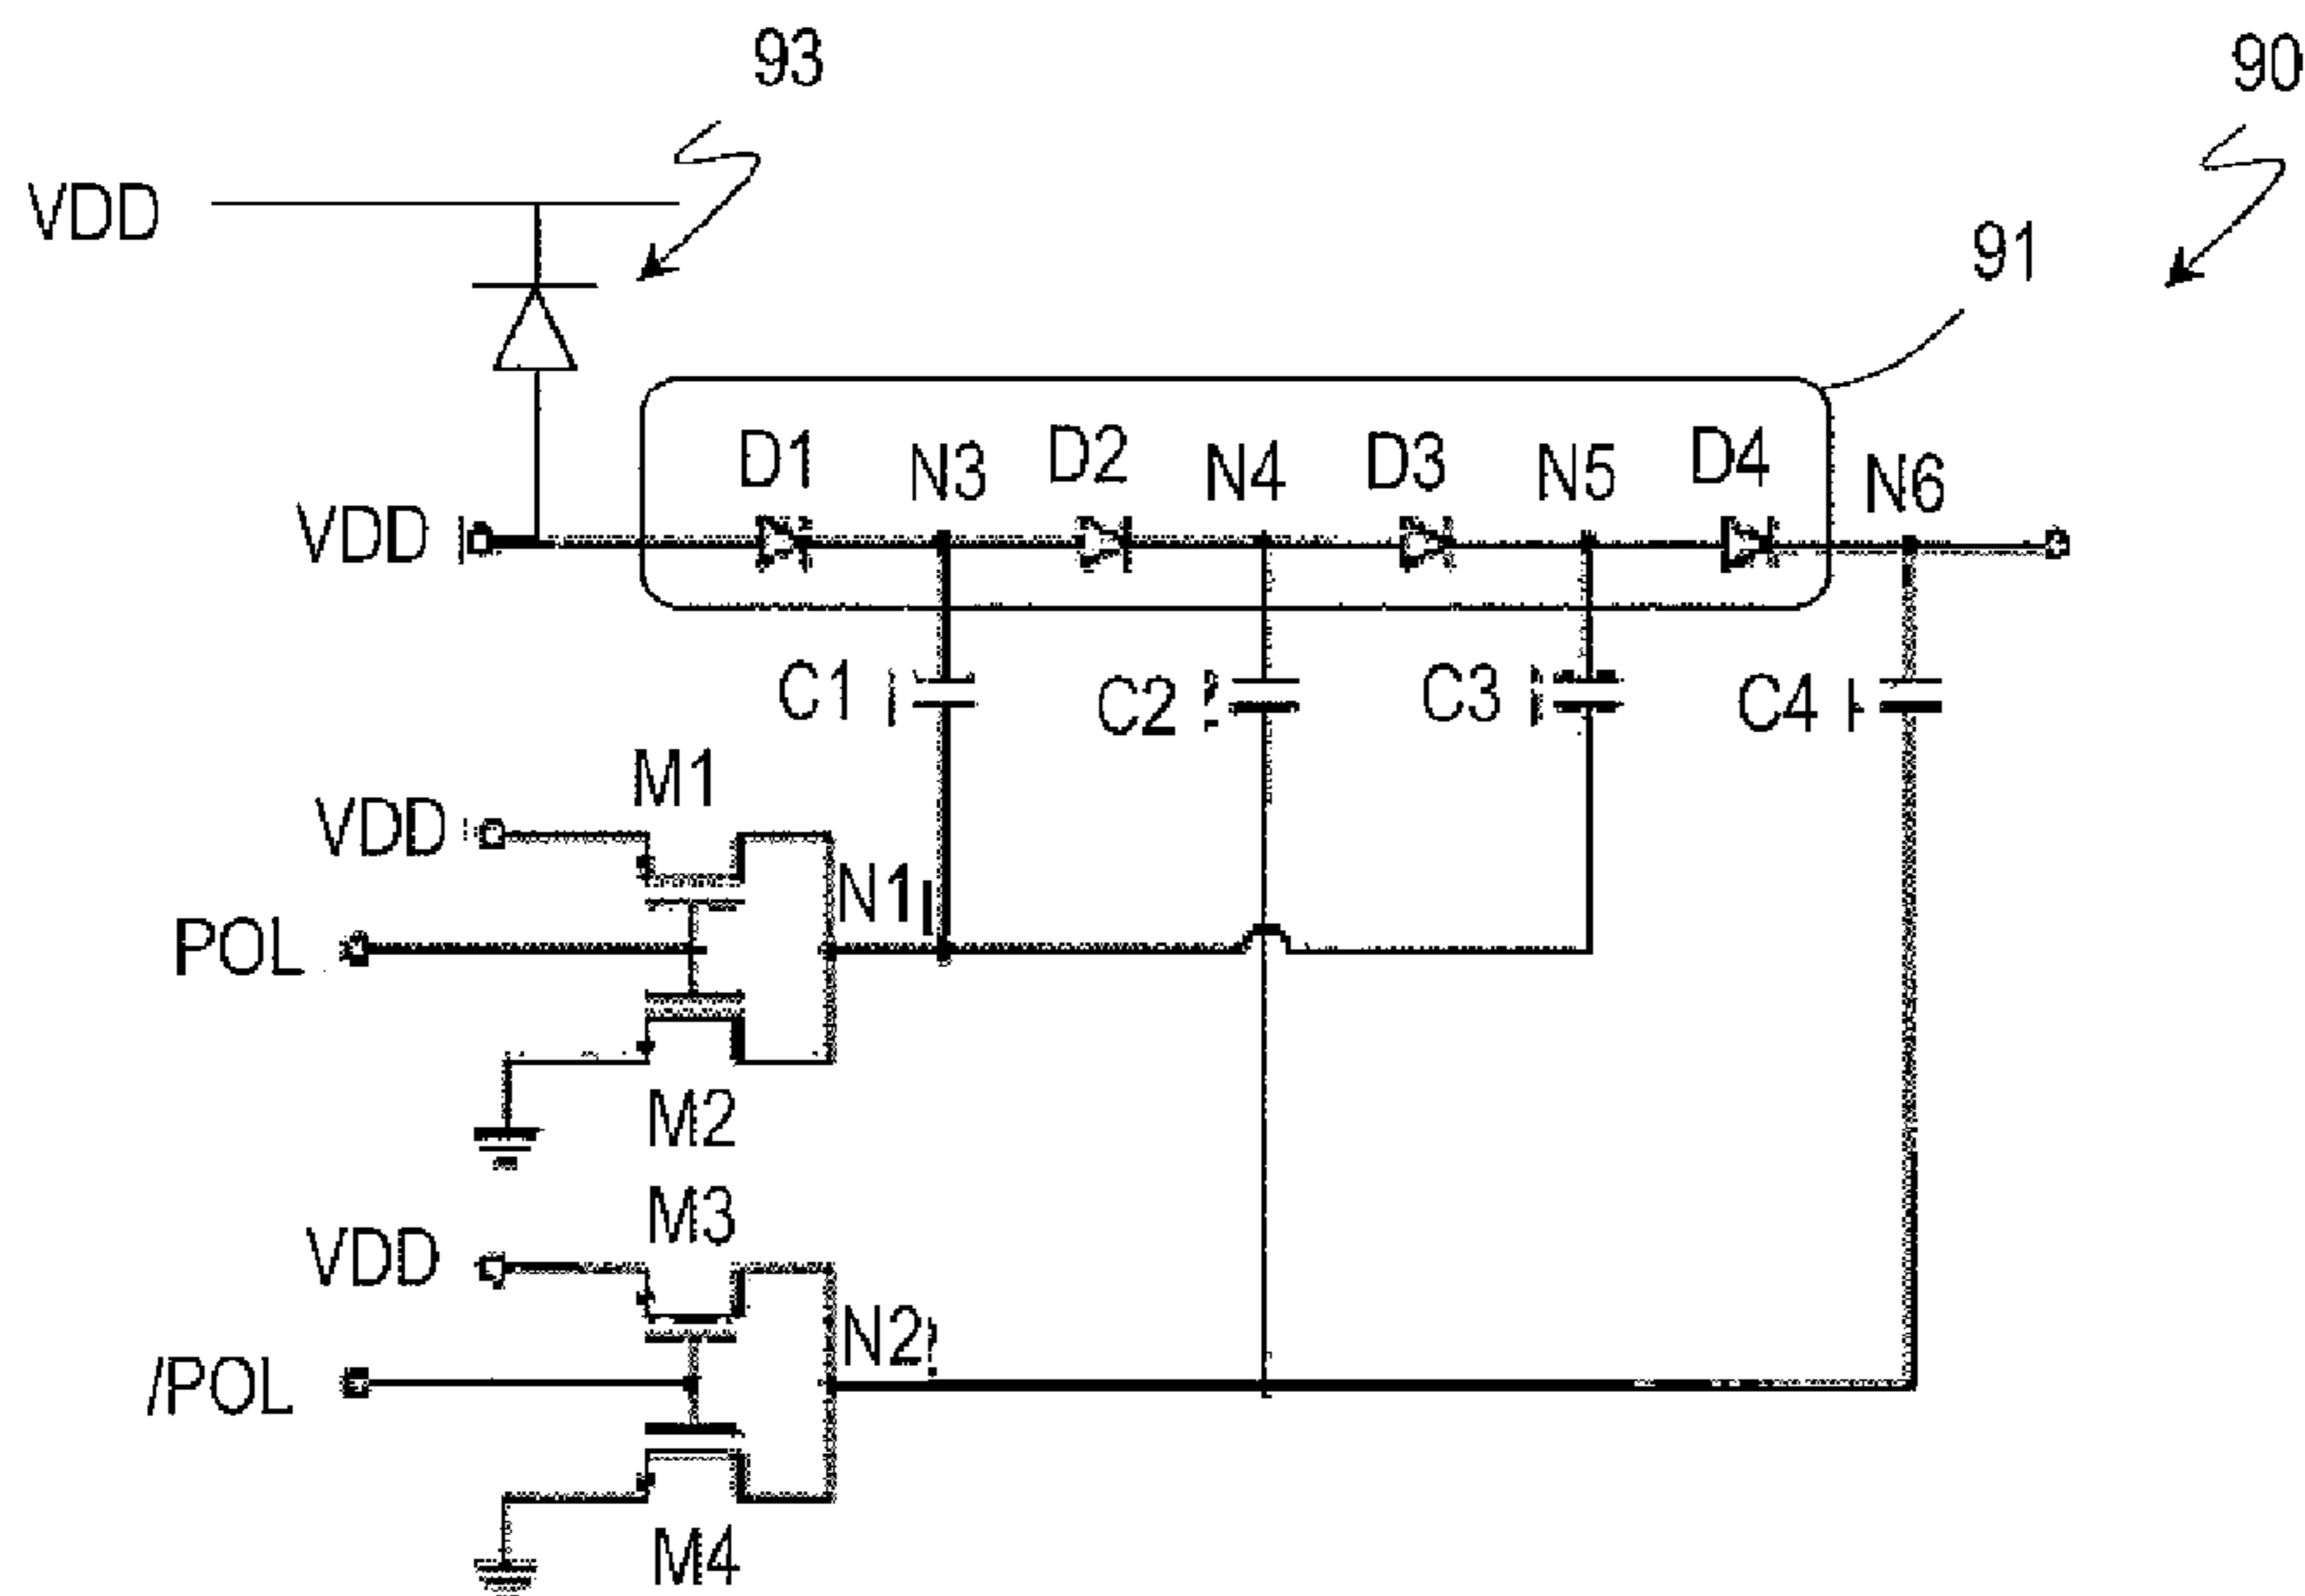 93
90
VDD
91
D1 N3 D2 N4 D3 N5 D4 N6
VDD
C1 C2 C3 C4
M1
VDD
N1
POL
M2
M3
VDD
N2
/POL
M4